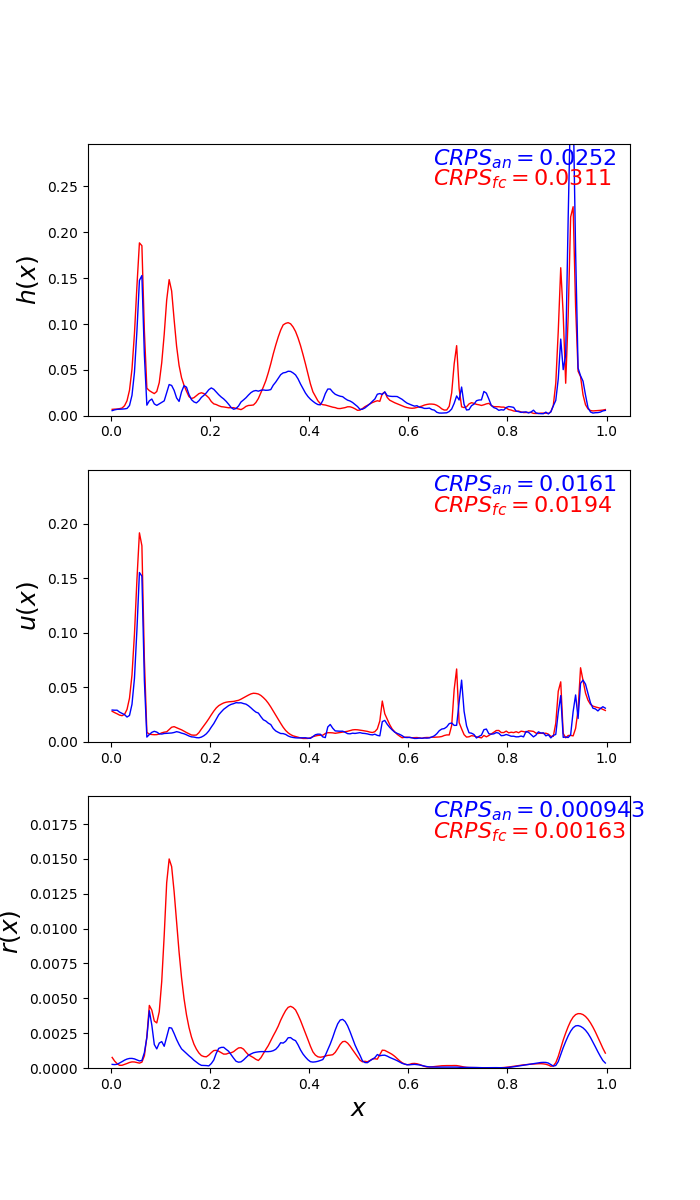 CRPS_an = 0.0252
CRPS_fc = 0.0311
h(x)
0.25
0.20
0.15
0.10
0.05
0.00
0.0 0.2 0.4 0.6 0.8 1.0
CRPS_an = 0.0161
CRPS_fc = 0.0194
u(x)
0.20
0.15
0.10
0.05
0.00
0.0 0.2 0.4 0.6 0.8 1.0
CRPS_an = 0.000943
CRPS_fc = 0.00163
r(x)
0.0175
0.0150
0.0125
0.0100
0.0075
0.0050
0.0025
0.0000
0.0 0.2 0.4 0.6 0.8 1.0
x